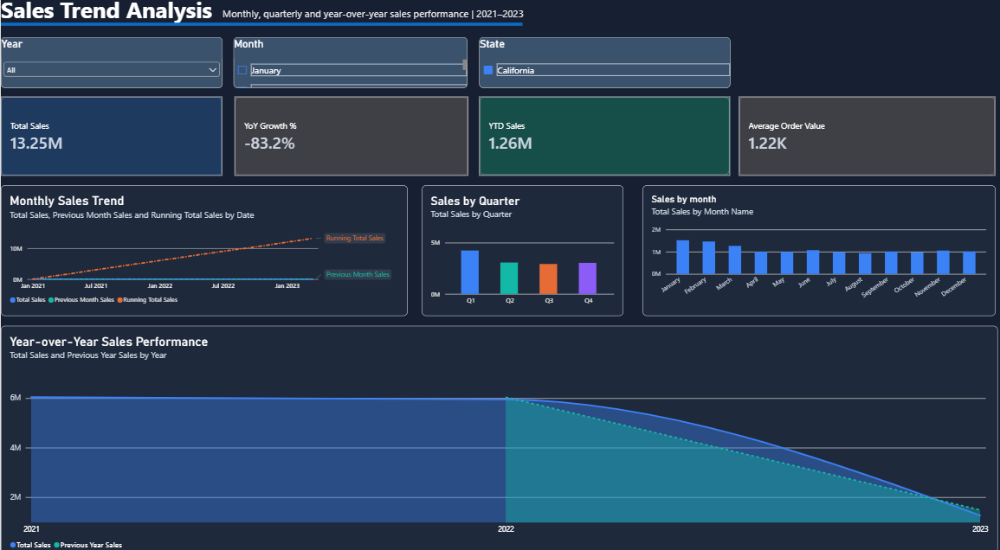 Sales Trend Analysis Monthly, quarterly and year-over-year sales performance | 2021–2023
Year
All
Month
January
State
California
Total Sales
13.25M
YoY Growth %
-83.2%
YTD Sales
1.26M
Average Order Value
1.22K
Monthly Sales Trend
Total Sales, Previous Month Sales and Running Total Sales by Date
Running Total Sales
10M
Previous Month Sales
0M
Jan 2021 Jul 2021 Jan 2022 Jul 2022 Jan 2023
Total Sales Previous Month Sales Running Total Sales
Sales by Quarter
Total Sales by Quarter
5M
0M
Q1 Q2 Q3 Q4
Sales by month
Total Sales by Month Name
2M
1M
0M
January February March April May June July August September October November December
Year-over-Year Sales Performance
Total Sales and Previous Year Sales by Year
6M
4M
2M
2021 2022 2023
Total Sales Previous Year Sales